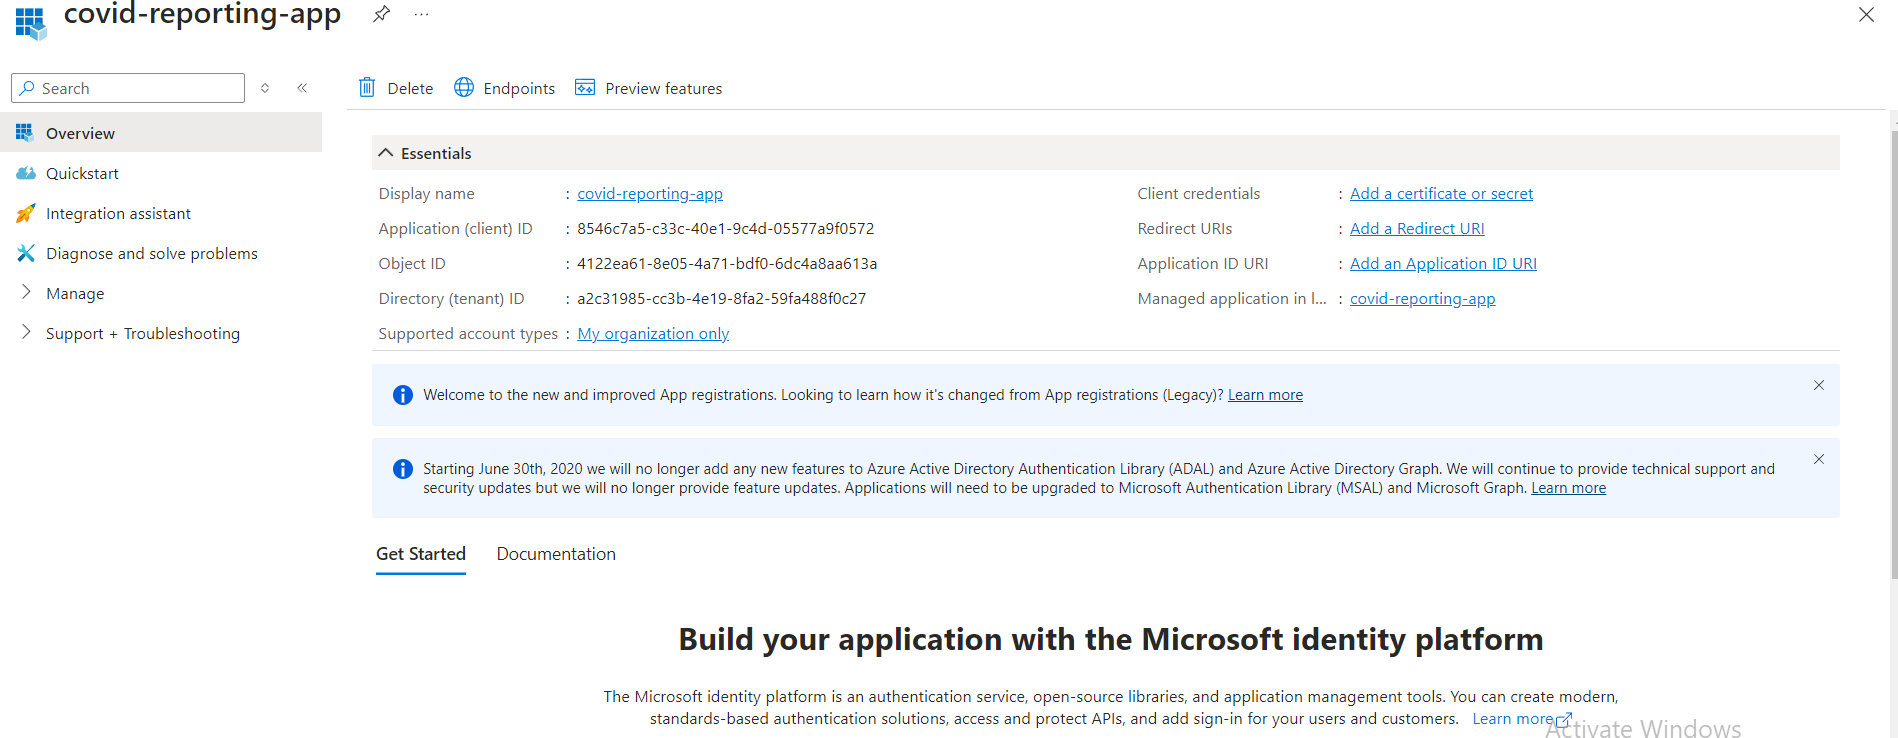 covid-reporting-app
Search
Delete
Endpoints
Preview features
Overview
Quickstart
Integration assistant
Diagnose and solve problems
Manage
Support + Troubleshooting
Essentials
Display name : covid-reporting-app
Application (client) ID : 8546c7a5-c33c-40e1-9c4d-05577a9f0572
Object ID : 4122ea61-8e05-4a71-bdf0-6dc4a8aa613a
Directory (tenant) ID : a2c31985-cc3b-4e19-8fa2-59fa488f0c27
Supported account types : My organization only
Client credentials : Add a certificate or secret
Redirect URIs : Add a Redirect URI
Application ID URI : Add an Application ID URI
Managed application in l... : covid-reporting-app
Welcome to the new and improved App registrations. Looking to learn how it's changed from App registrations (Legacy)? Learn more
Starting June 30th, 2020 we will no longer add any new features to Azure Active Directory Authentication Library (ADAL) and Azure Active Directory Graph. We will continue to provide technical support and
security updates but we will no longer provide feature updates. Applications will need to be upgraded to Microsoft Authentication Library (MSAL) and Microsoft Graph. Learn more
Get Started
Documentation
Build your application with the Microsoft identity platform
The Microsoft identity platform is an authentication service, open-source libraries, and application management tools. You can create modern,
standards-based authentication solutions, access and protect APIs, and add sign-in for your users and customers. Learn more
Activate Windows